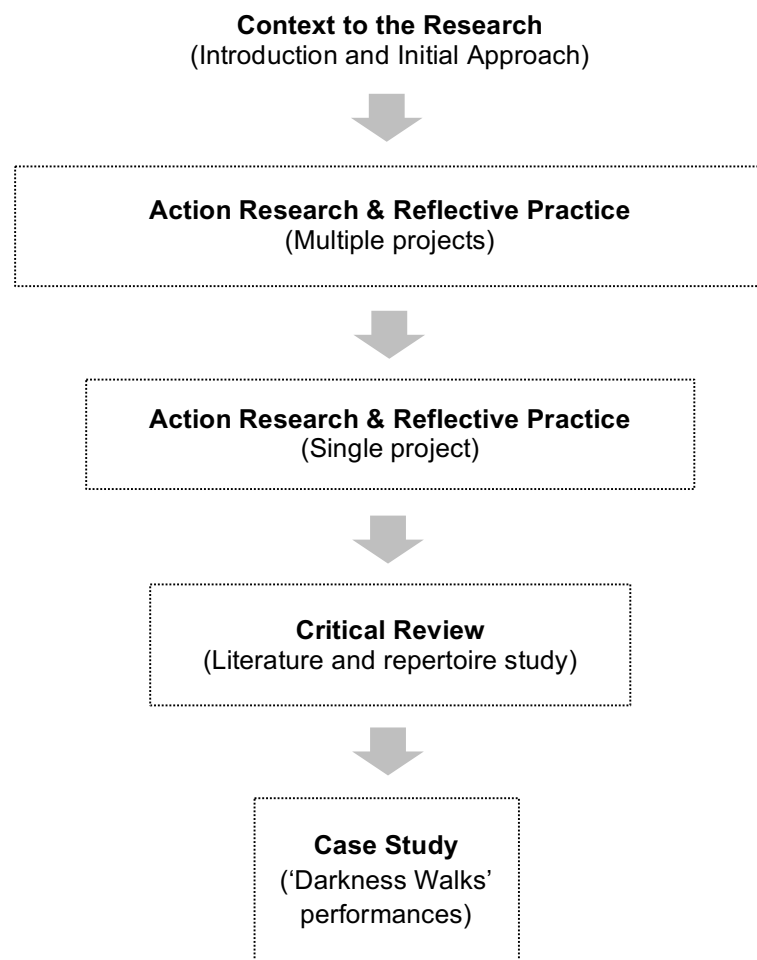 Context to the Research
(Introduction and Initial Approach)
Action Research & Reflective Practice
(Multiple projects)
Action Research & Reflective Practice
(Single project)
Critical Review
(Literature and repertoire study)
Case Study
(‘Darkness Walks’
performances)